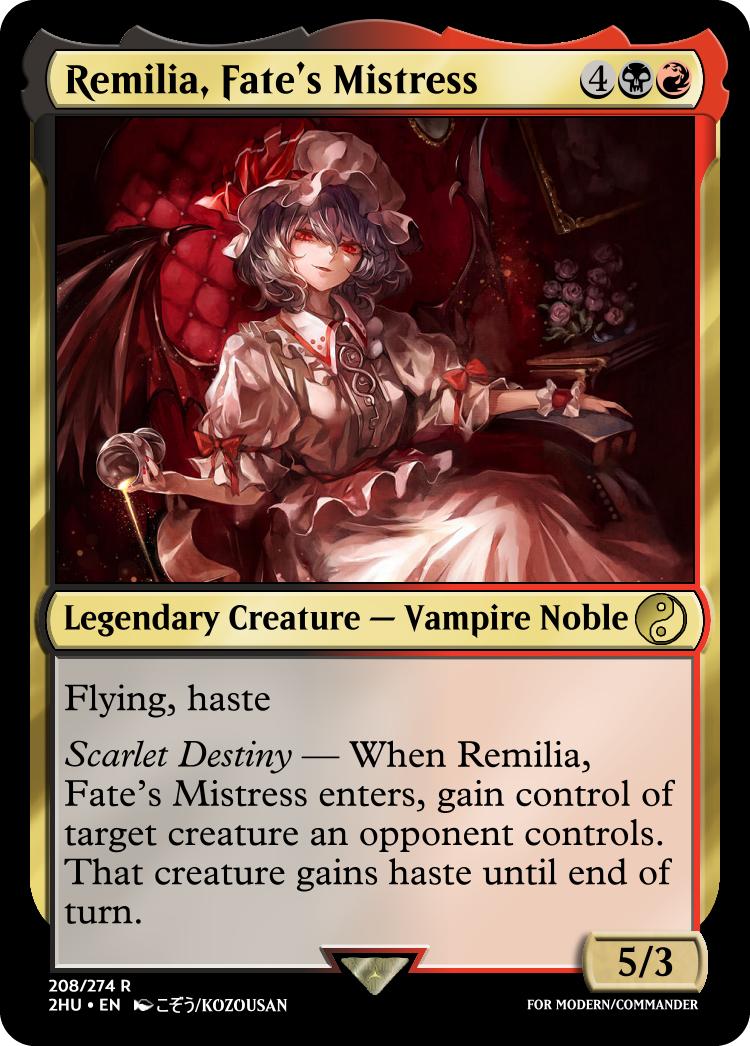 Remilia, Fate's Mistress 4
Legendary Creature — Vampire Noble
Flying, haste
Scarlet Destiny — When Remilia,
Fate's Mistress enters, gain control of
target creature an opponent controls.
That creature gains haste until end of
turn.
5/3
208/274 R
2HU • EN こぞう/KOZOUSAN
FOR MODERN/COMMANDER